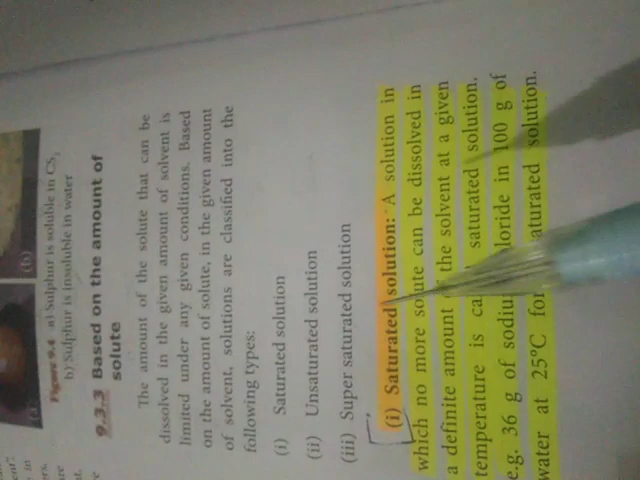 (b)
Figure 9.4 a) Sulphur is soluble in CS2
b) Sulphur is insoluble in water
9.3.3 Based on the amount of
solute
The amount of the solute that can be
dissolved in the given amount of solvent is
limited under any given conditions. Based
on the amount of solute, in the given amount
of solvent, solutions are classified into the
following types:
(i) Saturated solution
(ii) Unsaturated solution
(iii) Super saturated solution
(i) Saturated solution: A solution in
which no more solute can be dissolved in
a definite amount the solvent at a given
temperature is saturated solution.
e.g. 36 g of in 100 g of
water at 25°C solution.